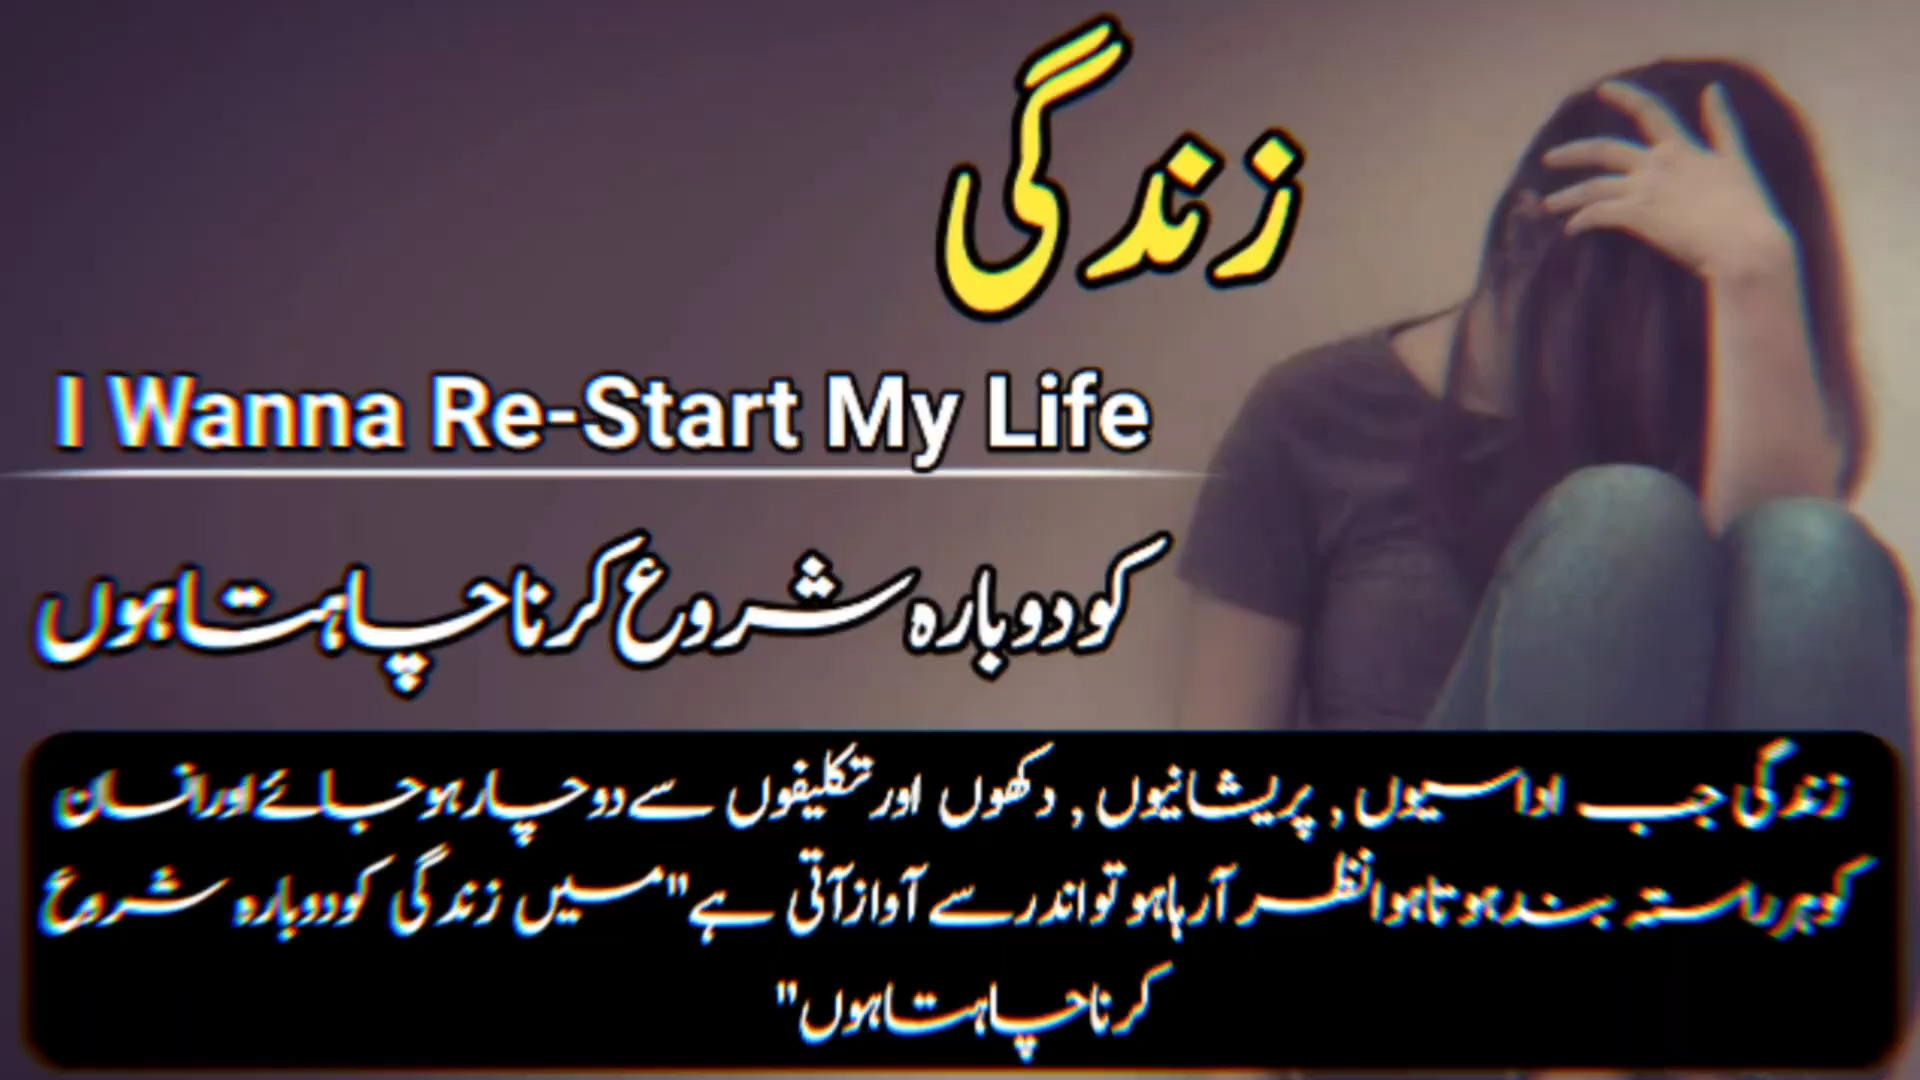 زندگی
I Wanna Re-Start My Life
کو دوبارہ شروع کرنا چاہتا ہوں
زندگی جب اداسیوں , پریشانیوں , دکھوں اور تکلیفوں سے دوچار ہو جائے اور انسان
کو ہر راستہ بند ہوتا ہوا نظر آرہا ہو تو اندر سے آواز آتی ہے "میں زندگی کو دوبارہ شروع
کرنا چاہتا ہوں"